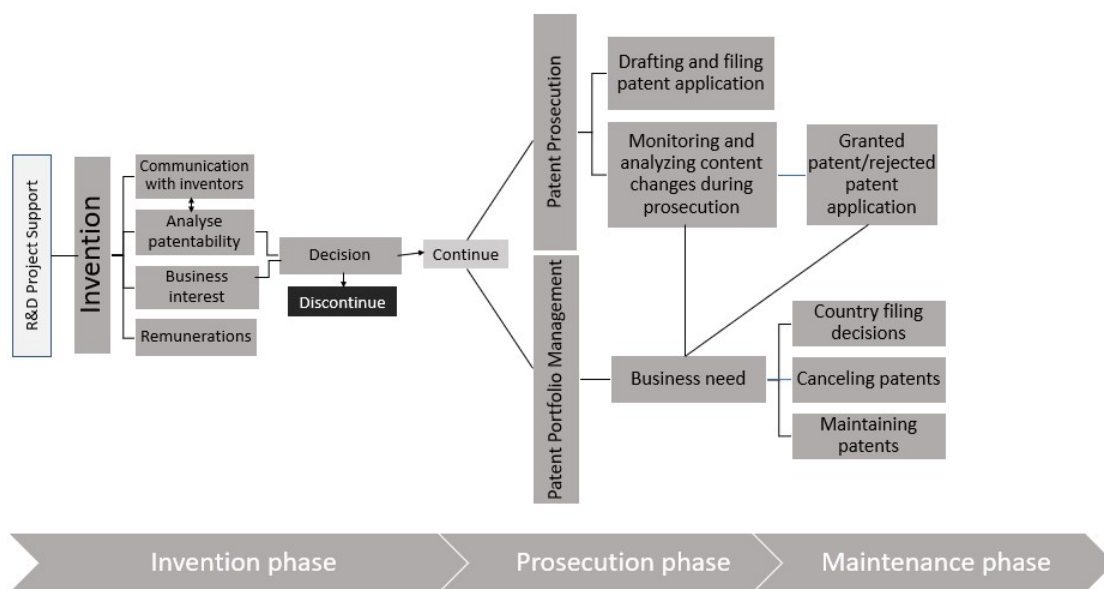 R&D Project Support
Invention
Communication
with inventors
Analyse
patentability
Business
interest
Remunerations
Decision
Discontinue
Continue
Patent Prosecution
Drafting and filing
patent application
Monitoring and
analyzing content
changes during
prosecution
Granted
patent/rejected
patent
application
Patent Portfolio Management
Business need
Country filing
decisions
Canceling patents
Maintaining
patents
Invention phase
Prosecution phase
Maintenance phase